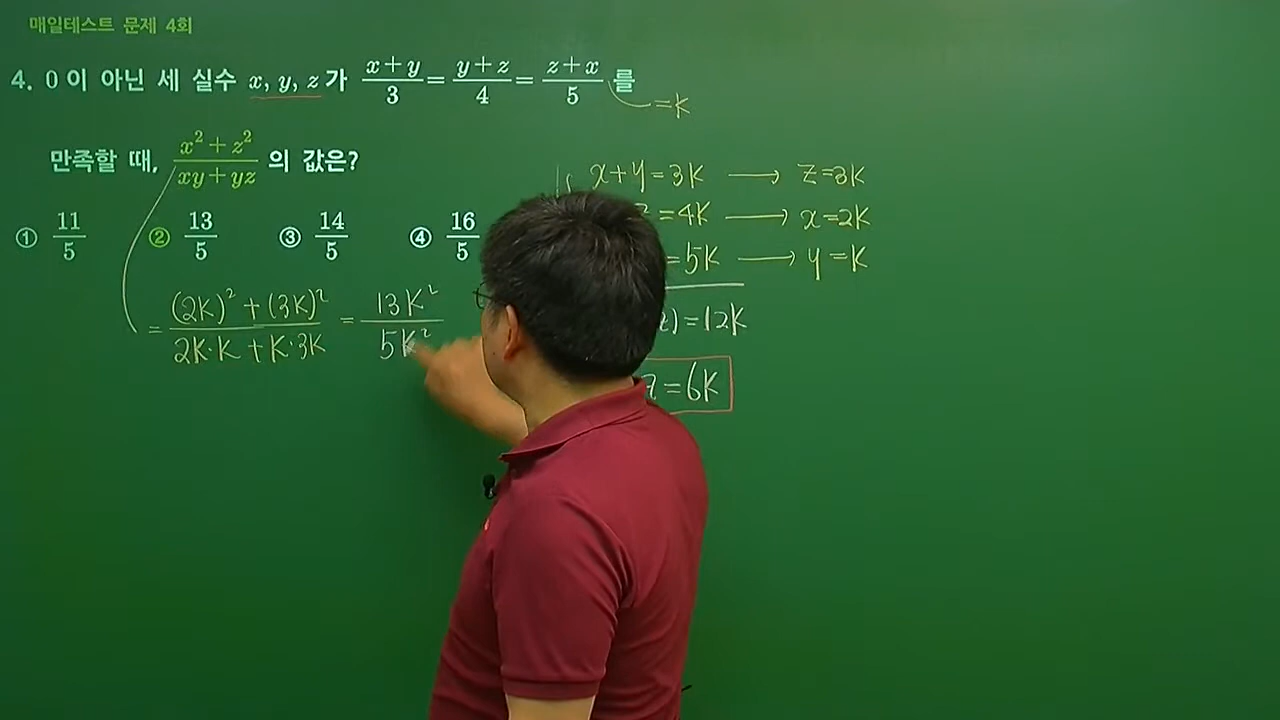 매일테스트 문제 4회
4. 0이 아닌 세 실수 x, y, z가 (x+y)/3 = (y+z)/4 = (z+x)/5 를
=k
만족할 때, (x²+z²)/(xy+yz) 의 값은?
① 11/5 ② 13/5 ③ 14/5 ④ 16/5
x+y=3k → z=3k
=4k → x=2k
=5k → y=k
)=12k
=6k
= ((2k)²+(3k)²)/(2k·k+k·3k) = 13k²/5k²